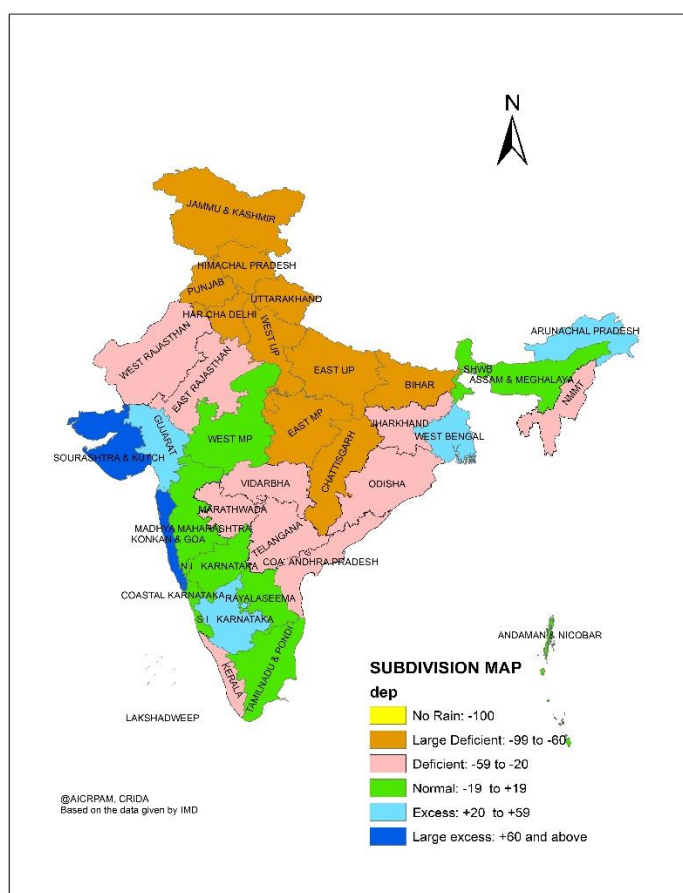 N
JAMMU & KASHMIR
HIMACHAL PRADESH
PUNJAB
UTTARAKHAND
HAR CHA DELHI
WEST UP
WEST RAJASTHAN
EAST RAJASTHAN
EAST UP
BIHAR
SHWB
ARUNACHAL PRADESH
ASSAM & MEGHALAYA
NMMT
GUJARAT
WEST MP
EAST MP
JHARKHAND
WEST BENGAL
SOURASHTRA & KUTCH
CHATTISGARH
VIDARBHA
ODISHA
MARATHWADA
MADHYA MAHARASHTRA
KONKAN & GOA
TELANGANA
COA. ANDHRA PRADESH
N I KARNATAKA
COASTAL KARNATAKA
RAYALASEEMA
S I KARNATAKA
KERALA
TAMILNADU & PONDI
LAKSHADWEEP
ANDAMAN & NICOBAR
SUBDIVISION MAP
dep
No Rain: -100
Large Deficient: -99 to -60
Deficient: -59 to -20
Normal: -19 to +19
Excess: +20 to +59
Large excess: +60 and above
@AICRPAM, CRIDA
Based on the data given by IMD